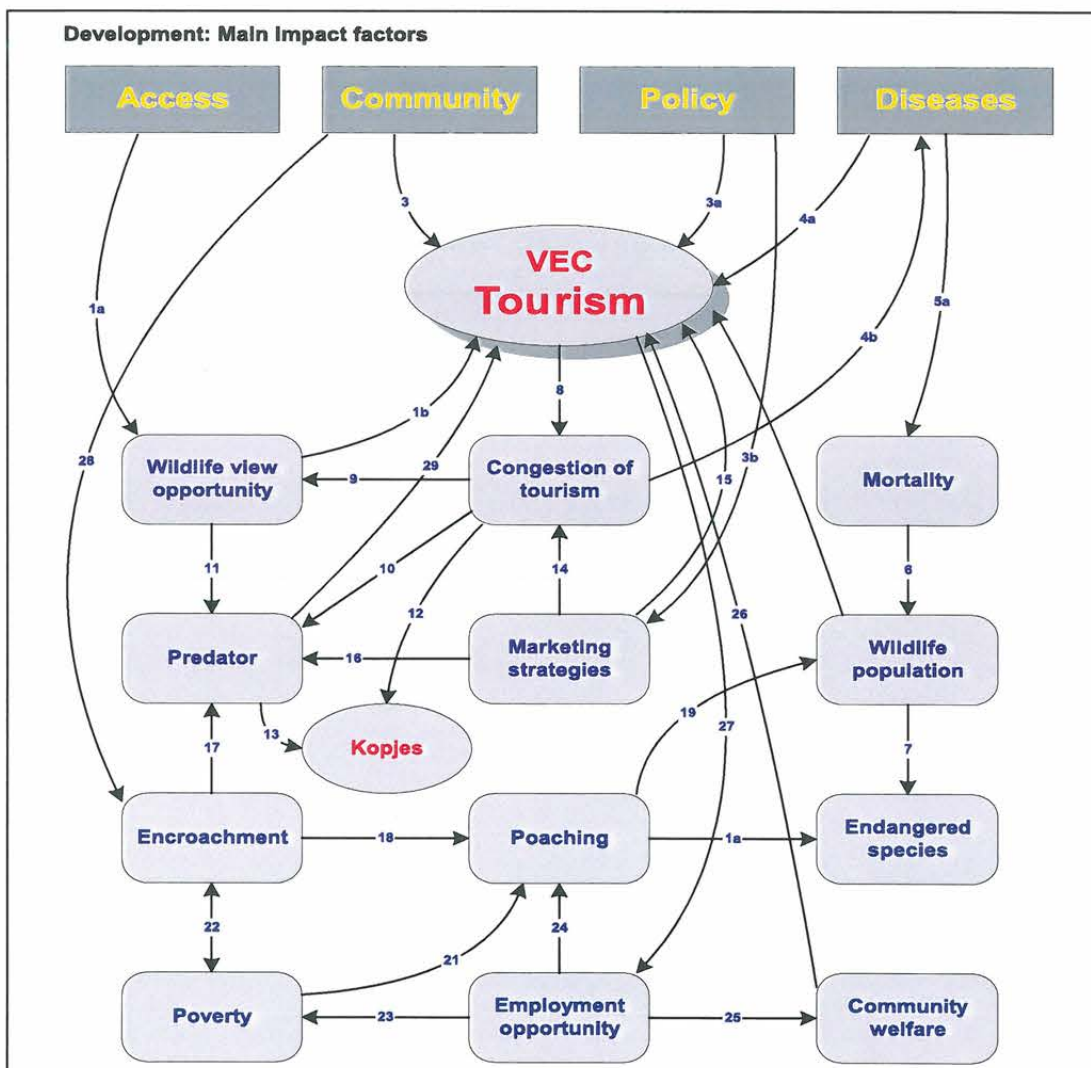 Development: Main Impact factors
Access
Community
Policy
Diseases
3
3a
4a
VEC
Tourism
1a
5a
4b
8
1b
28
Wildlife view
opportunity
9
29
Congestion of
tourism
15
3b
Mortality
11
10
14
6
12
26
Predator
16
Marketing
strategies
Wildlife
population
19
27
17
13
Kopjes
7
Encroachment
18
Poaching
1a
Endangered
species
22
24
21
Poverty
23
Employment
opportunity
25
Community
welfare